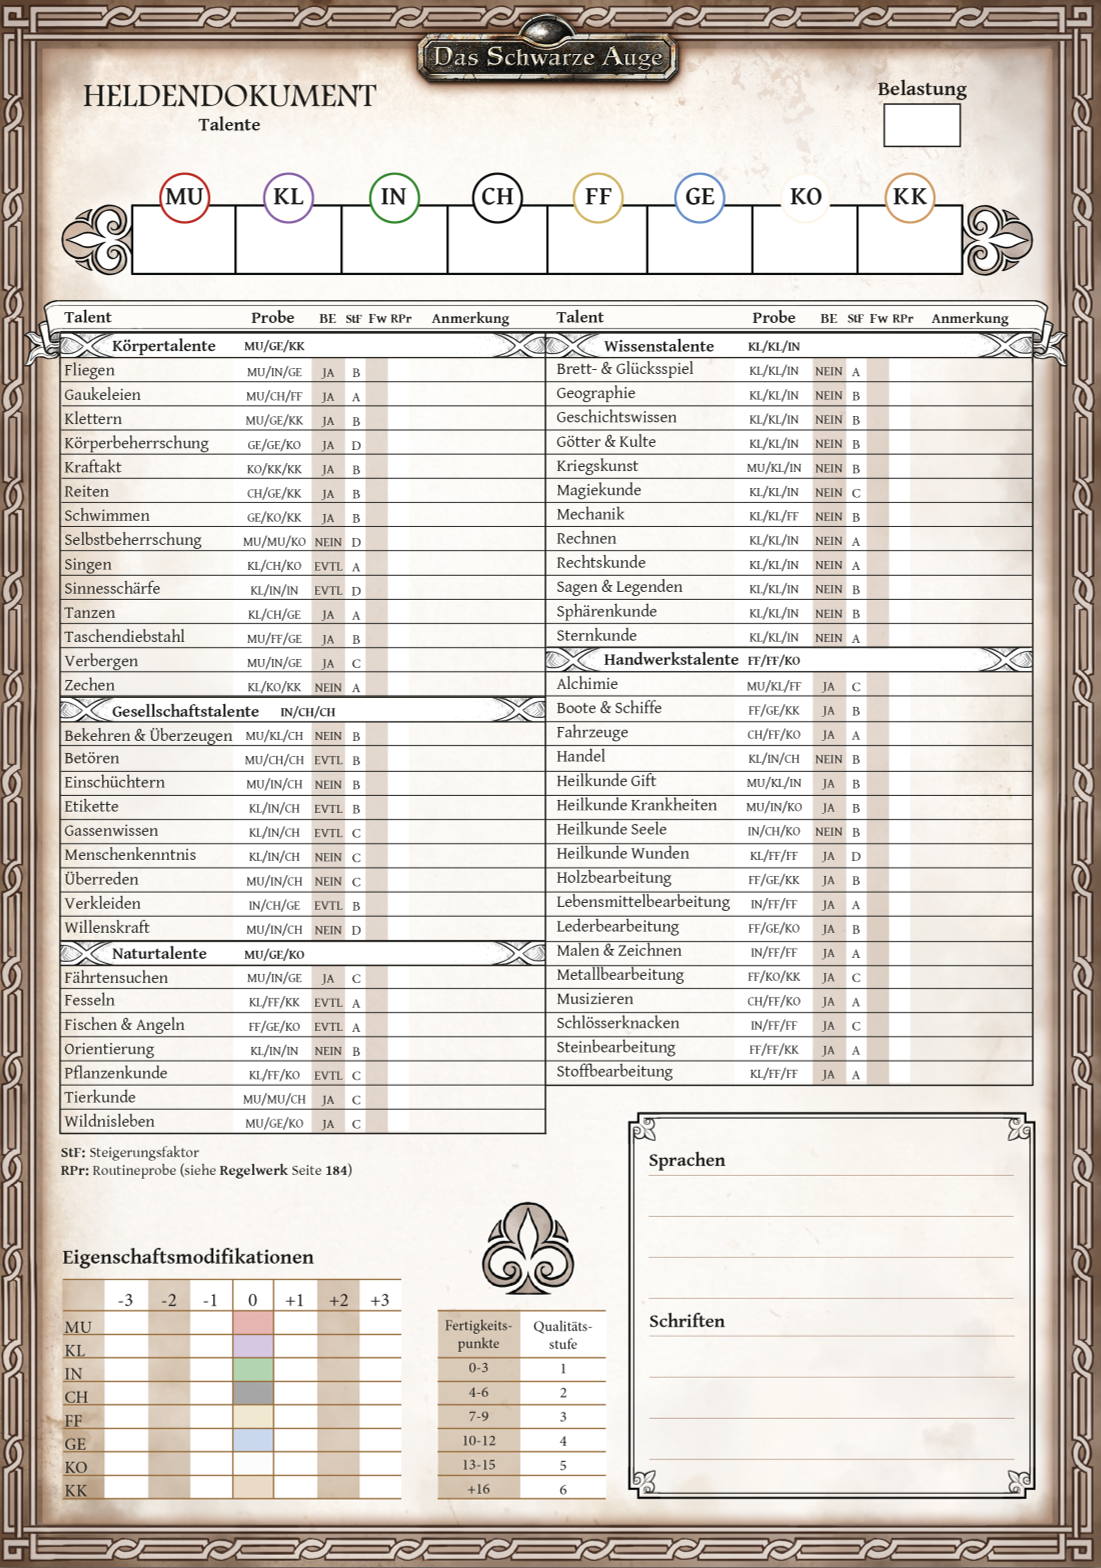 Das Schwarze Auge
HELDENDOKUMENT
Talente
Belastung
MU KL IN CH FF GE KO KK
Talent Probe BE StF Fw RPr Anmerkung
Körpertalente MU/GE/KK
Fliegen MU/IN/GE JA B
Gaukeleien MU/CH/FF JA A
Klettern MU/GE/KK JA B
Körperbeherrschung GE/GE/KO JA D
Kraftakt KO/KK/KK JA B
Reiten CH/GE/KK JA B
Schwimmen GE/KO/KK JA B
Selbstbeherrschung MU/MU/KO NEIN D
Singen KL/CH/KO EVTL A
Sinnesschärfe KL/IN/IN EVTL D
Tanzen KL/CH/GE JA A
Taschendiebstahl MU/FF/GE JA B
Verbergen MU/IN/GE JA C
Zechen KL/KO/KK NEIN A
Gesellschaftstalente IN/CH/CH
Bekehren & Überzeugen MU/KL/CH NEIN B
Betören MU/CH/CH EVTL B
Einschüchtern MU/IN/CH NEIN B
Etikette KL/IN/CH EVTL B
Gassenwissen KL/IN/CH EVTL C
Menschenkenntnis KL/IN/CH NEIN C
Überreden MU/IN/CH NEIN C
Verkleiden IN/CH/GE EVTL B
Willenskraft MU/IN/CH NEIN D
Naturtalente MU/GE/KO
Fährtensuchen MU/IN/GE JA C
Fesseln KL/FF/KK EVTL A
Fischen & Angeln FF/GE/KO EVTL A
Orientierung KL/IN/IN NEIN B
Pflanzenkunde KL/FF/KO EVTL C
Tierkunde MU/MU/CH JA C
Wildnisleben MU/GE/KO JA C
Talent Probe BE StF Fw RPr Anmerkung
Wissenstalente KL/KL/IN
Brett- & Glücksspiel KL/KL/IN NEIN A
Geographie KL/KL/IN NEIN B
Geschichtswissen KL/KL/IN NEIN B
Götter & Kulte KL/KL/IN NEIN B
Kriegskunst MU/KL/IN NEIN B
Magiekunde KL/KL/IN NEIN C
Mechanik KL/KL/FF NEIN B
Rechnen KL/KL/IN NEIN A
Rechtskunde KL/KL/IN NEIN A
Sagen & Legenden KL/KL/IN NEIN B
Sphärenkunde KL/KL/IN NEIN B
Sternkunde KL/KL/IN NEIN A
Handwerkstalente FF/FF/KO
Alchimie MU/KL/FF JA C
Boote & Schiffe FF/GE/KK JA B
Fahrzeuge CH/FF/KO JA A
Handel KL/IN/CH NEIN B
Heilkunde Gift MU/KL/IN JA B
Heilkunde Krankheiten MU/IN/KO JA B
Heilkunde Seele IN/CH/KO NEIN B
Heilkunde Wunden KL/FF/FF JA D
Holzbearbeitung FF/GE/KK JA B
Lebensmittelbearbeitung IN/FF/FF JA A
Lederbearbeitung FF/GE/KO JA B
Malen & Zeichnen IN/FF/FF JA A
Metallbearbeitung FF/KO/KK JA C
Musizieren CH/FF/KO JA A
Schlösserknacken IN/FF/FF JA C
Steinbearbeitung FF/FF/KK JA A
Stoffbearbeitung KL/FF/FF JA A
StF: Steigerungsfaktor
RPr: Routineprobe (siehe Regelwerk Seite 184)
Eigenschaftsmodifikationen
-3 -2 -1 0 +1 +2 +3
MU
KL
IN
CH
FF
GE
KO
KK
Fertigkeits- Qualitäts-
punkte stufe
0-3 1
4-6 2
7-9 3
10-12 4
13-15 5
+16 6
Sprachen
Schriften